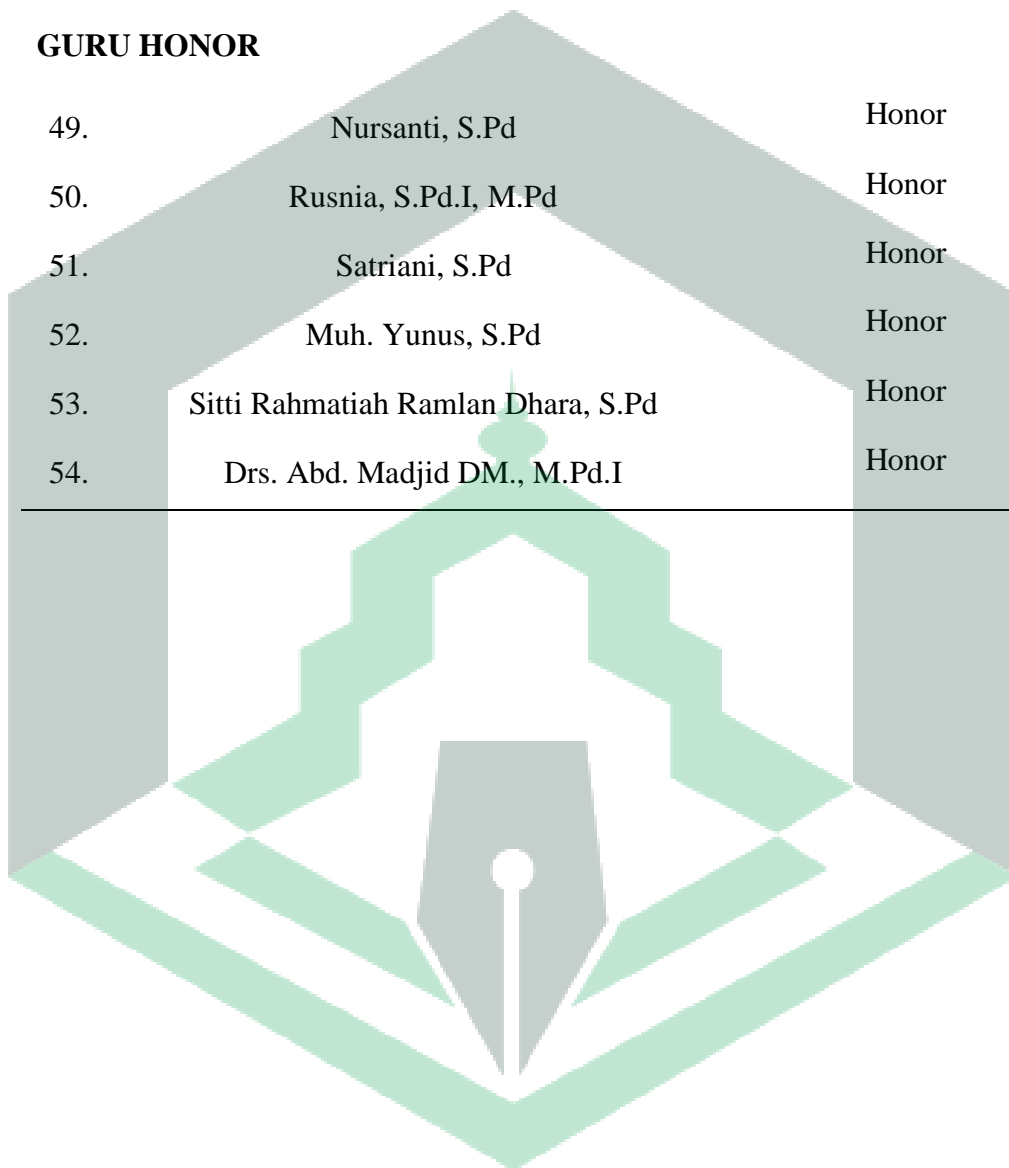 GURU HONOR
49. Nursanti, S.Pd Honor
50. Rusnia, S.Pd.I, M.Pd Honor
51. Satriani, S.Pd Honor
52. Muh. Yunus, S.Pd Honor
53. Sitti Rahmatiah Ramlan Dhara, S.Pd Honor
54. Drs. Abd. Madjid DM., M.Pd.I Honor